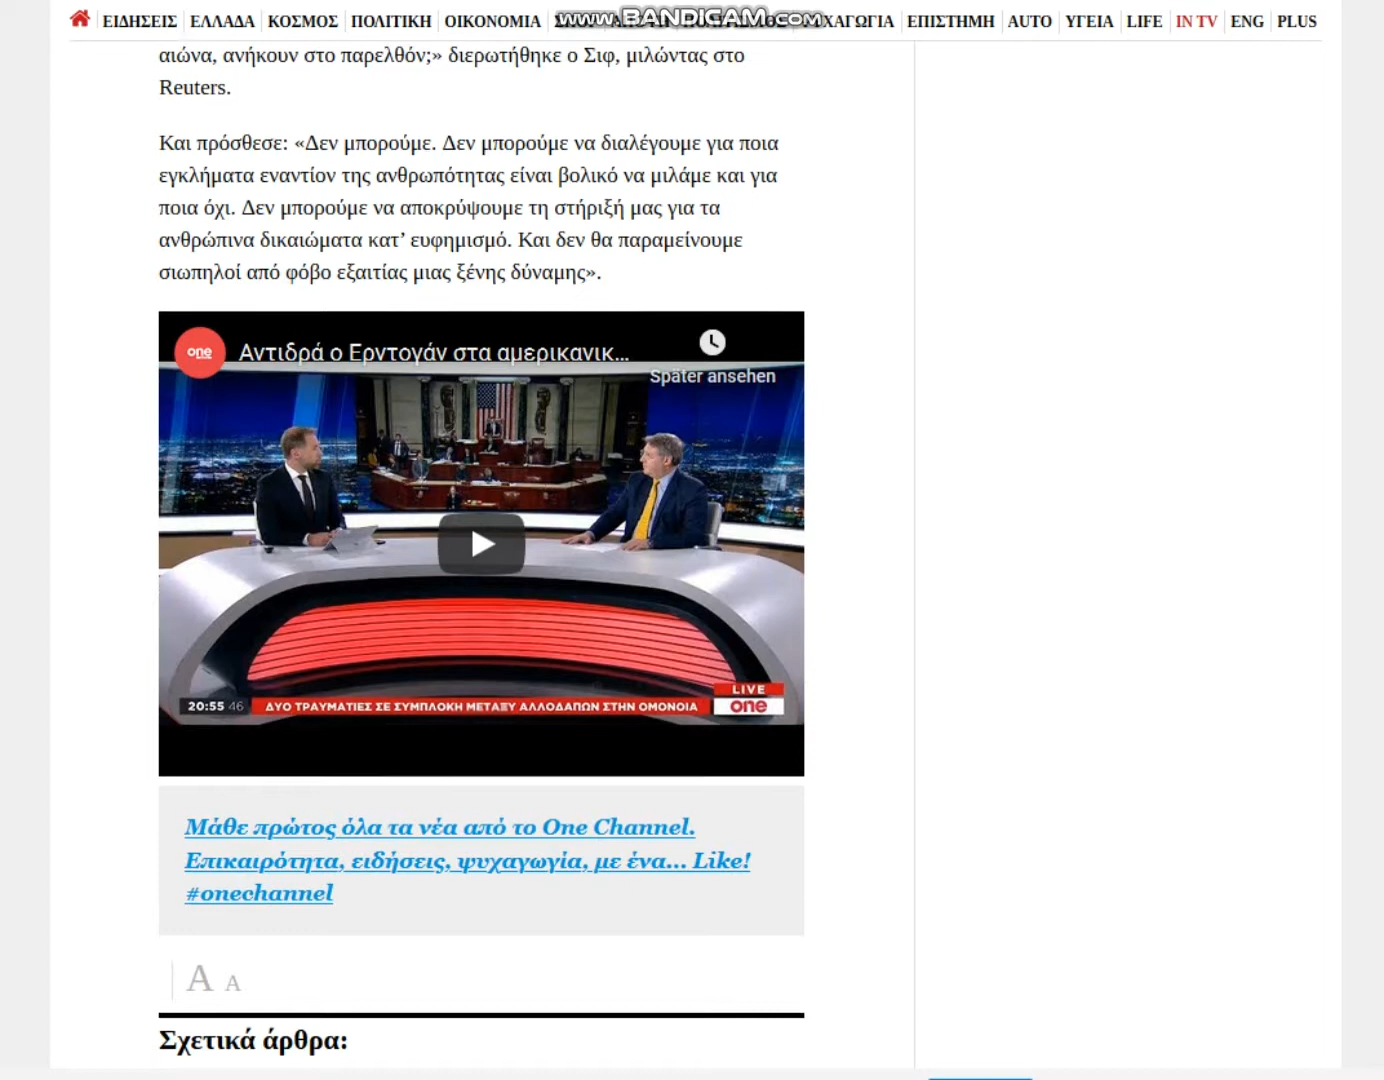 ΕΙΔΗΣΕΙΣ ΕΛΛΑΔΑ ΚΟΣΜΟΣ ΠΟΛΙΤΙΚΗ ΟΙΚΟΝΟΜΙΑ ΕΠΙΣΤΗΜΗ AUTO ΥΓΕΙΑ LIFE IN TV ENG PLUS
www.BANDICAM.com
αιώνα, ανήκουν στο παρελθόν;» διερωτήθηκε ο Σιφ, μιλώντας στο
Reuters.
Και πρόσθεσε: «Δεν μπορούμε. Δεν μπορούμε να διαλέγουμε για ποια
εγκλήματα εναντίον της ανθρωπότητας είναι βολικό να μιλάμε και για
ποια όχι. Δεν μπορούμε να αποκρύψουμε τη στήριξή μας για τα
ανθρώπινα δικαιώματα κατ’ ευφημισμό. Και δεν θα παραμείνουμε
σιωπηλοί από φόβο εξαιτίας μιας ξένης δύναμης».
one
Αντιδρά ο Ερντογάν στα αμερικανικ...
Später ansehen
LIVE
20:55 46 ΔΥΟ ΤΡΑΥΜΑΤΙΕΣ ΣΕ ΣΥΜΠΛΟΚΗ ΜΕΤΑΞΥ ΑΛΛΟΔΑΠΩΝ ΣΤΗΝ ΟΜΟΝΟΙΑ one
Μάθε πρώτος όλα τα νέα από το One Channel.
Επικαιρότητα, ειδήσεις, ψυχαγωγία, με ένα... Like!
#onechannel
A A
Σχετικά άρθρα: